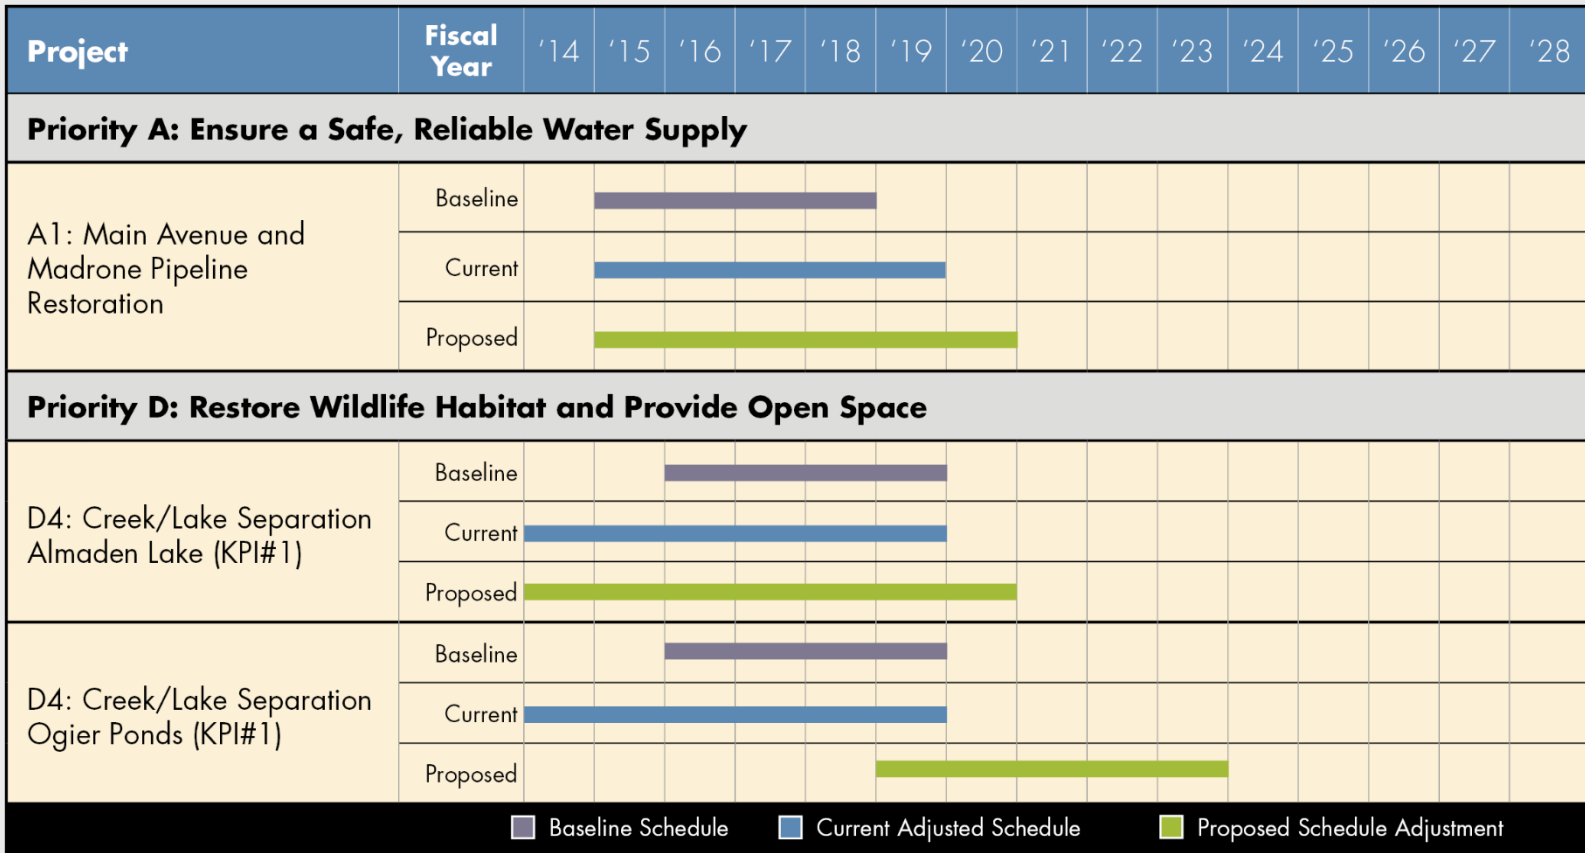 Project
Fiscal
Year
‘14 ‘15 ‘16 ‘17 ‘18 ‘19 ‘20 ‘21 ‘22 ‘23 ‘24 ‘25 ‘26 ‘27 ‘28
Priority A: Ensure a Safe, Reliable Water Supply
A1: Main Avenue and
Madrone Pipeline
Restoration
Baseline
Current
Proposed
Priority D: Restore Wildlife Habitat and Provide Open Space
D4: Creek/Lake Separation
Almaden Lake (KPI#1)
Baseline
Current
Proposed
D4: Creek/Lake Separation
Ogier Ponds (KPI#1)
Baseline
Current
Proposed
Baseline Schedule
Current Adjusted Schedule
Proposed Schedule Adjustment